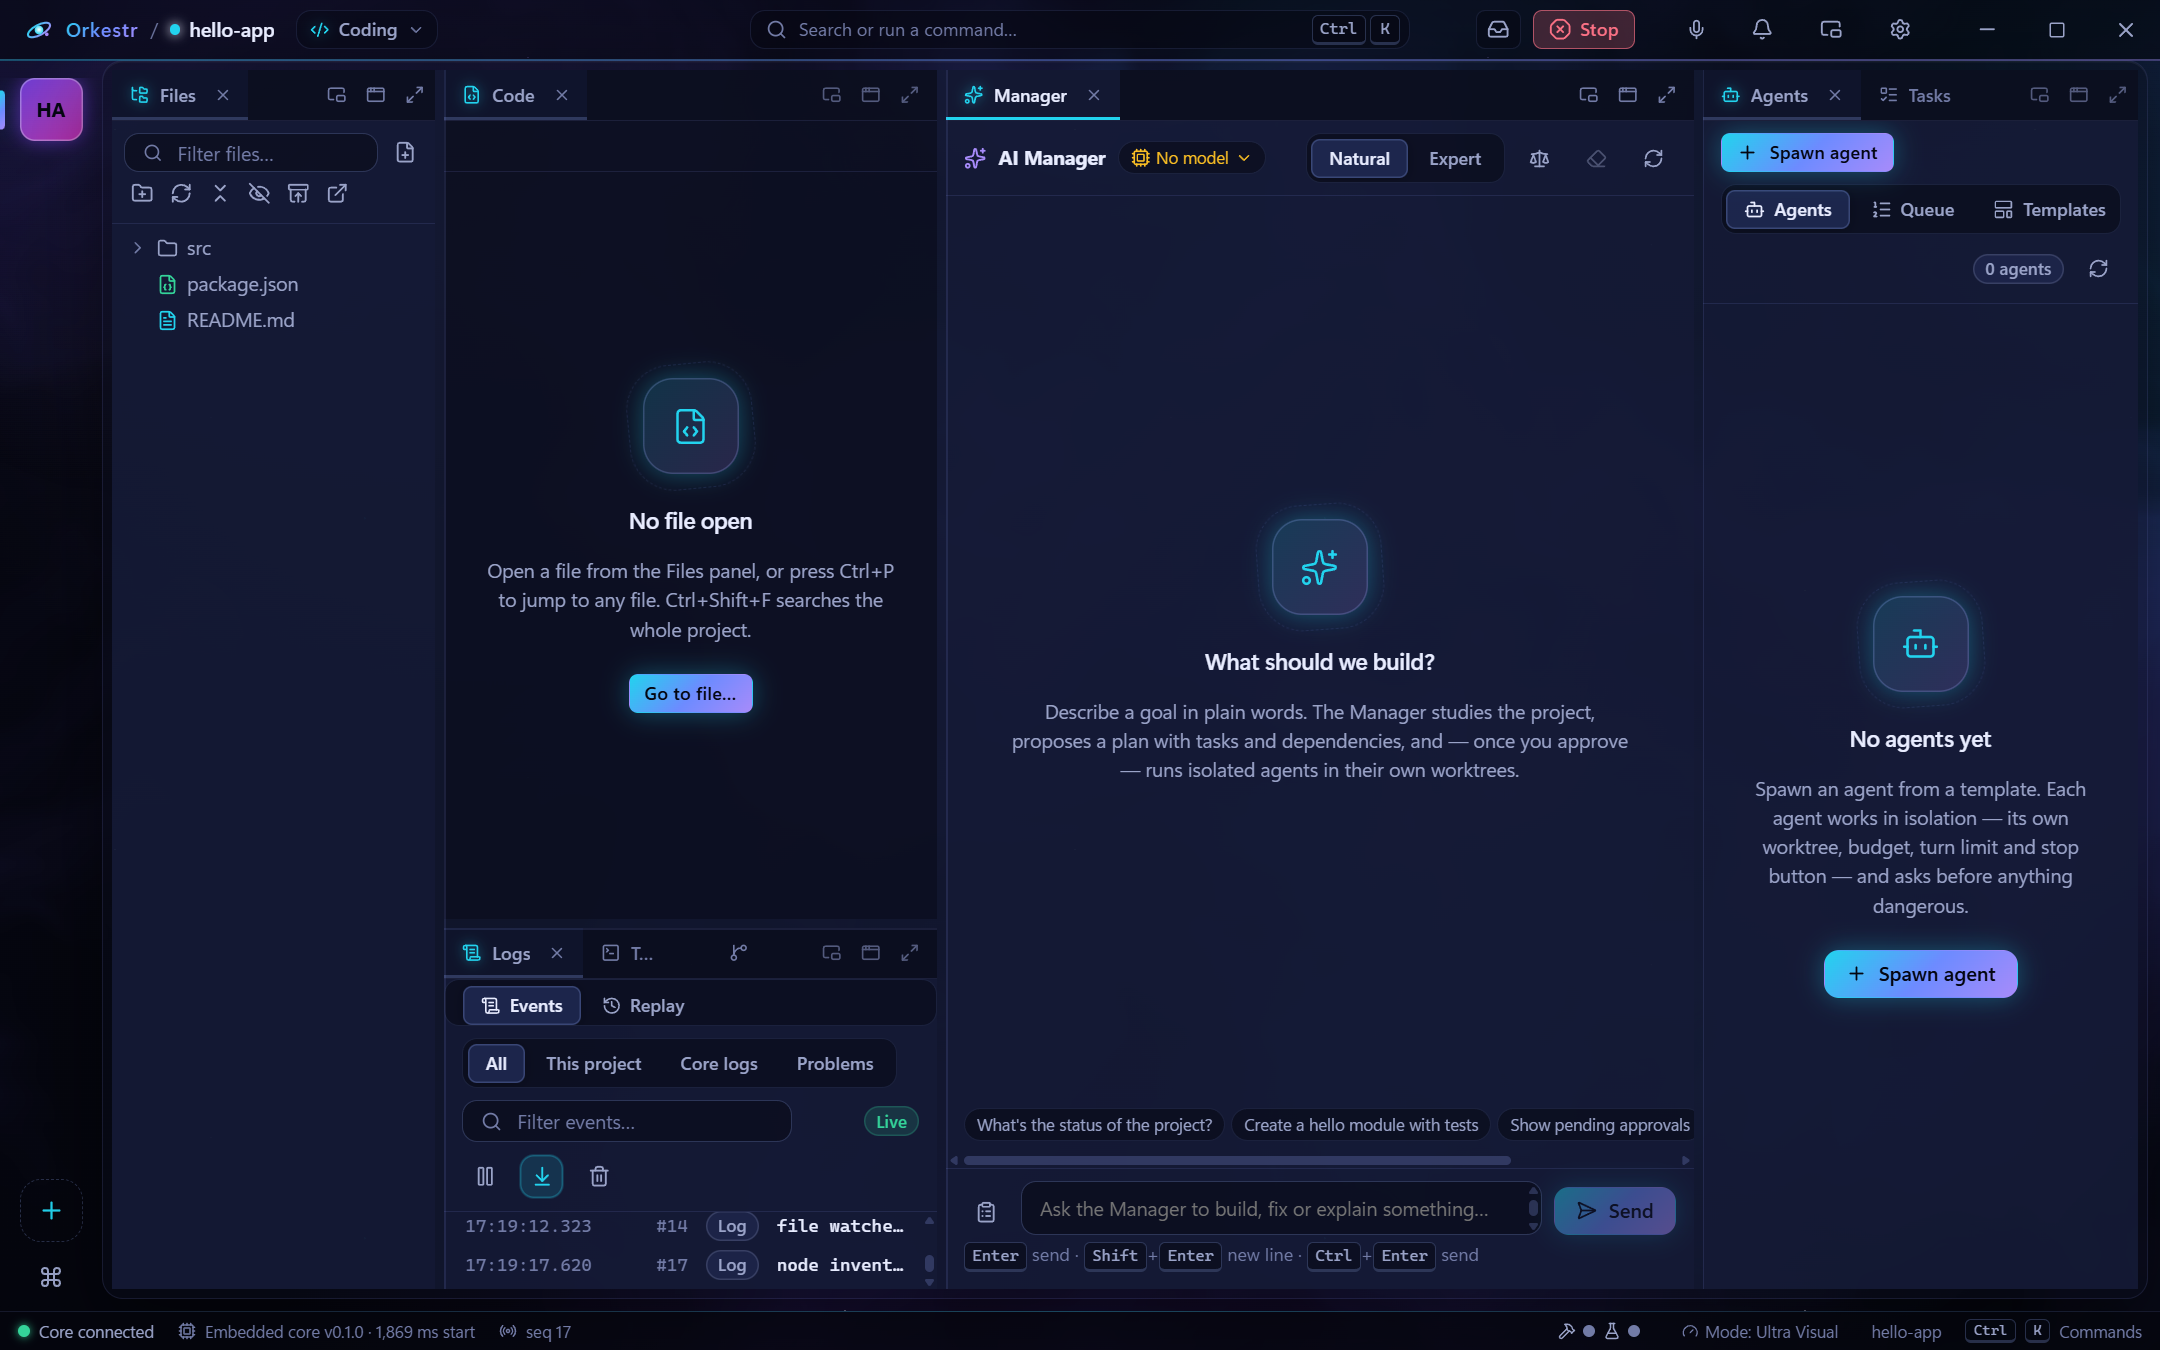 Orkestr / hello-app
Coding
Search or run a command...
Ctrl K
Stop
HA
Files
Filter files...
src
package.json
README.md
Code
No file open
Open a file from the Files panel, or press Ctrl+P
to jump to any file. Ctrl+Shift+F searches the
whole project.
Go to file...
Logs
T...
Events
Replay
All
This project
Core logs
Problems
Filter events...
Live
17:19:12.323 #14 Log file watche...
17:19:17.620 #17 Log node invent...
Manager
AI Manager
No model
Natural
Expert
What should we build?
Describe a goal in plain words. The Manager studies the project,
proposes a plan with tasks and dependencies, and — once you approve
— runs isolated agents in their own worktrees.
What's the status of the project?
Create a hello module with tests
Show pending approvals
Ask the Manager to build, fix or explain something...
Send
Enter send · Shift+Enter new line · Ctrl+Enter send
Agents
Tasks
Spawn agent
Agents
Queue
Templates
0 agents
No agents yet
Spawn an agent from a template. Each
agent works in isolation — its own
worktree, budget, turn limit and stop
button — and asks before anything
dangerous.
Spawn agent
Core connected
Embedded core v0.1.0 · 1,869 ms start
seq 17
Mode: Ultra Visual
hello-app
Ctrl K Commands